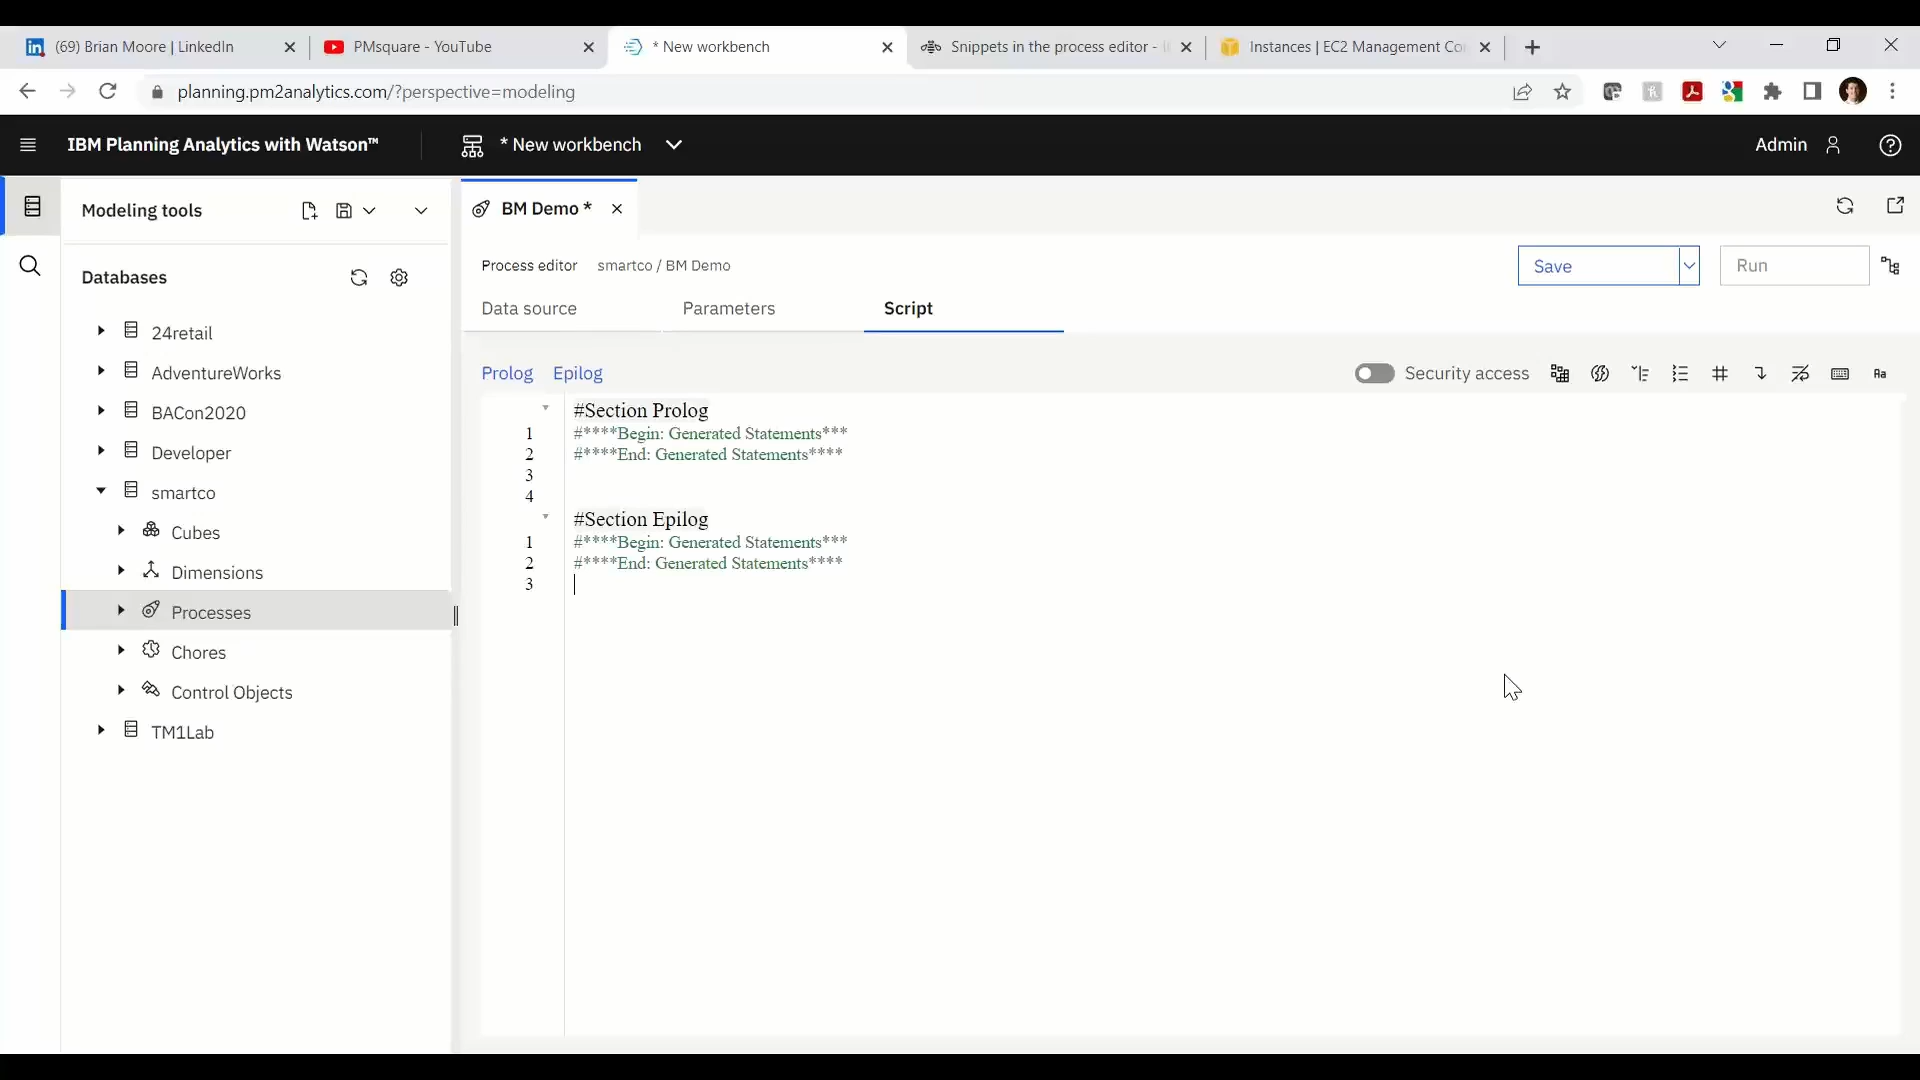 (69) Brian Moore | LinkedIn
PMsquare - YouTube
* New workbench
Snippets in the process editor -
Instances | EC2 Management Co
planning.pm2analytics.com/?perspective=modeling
IBM Planning Analytics with Watson™
* New workbench
Admin
Modeling tools
BM Demo *
Databases
Process editor
smartco / BM Demo
Save
Run
Data source
Parameters
Script
24retail
AdventureWorks
BACon2020
Developer
smartco
Cubes
Dimensions
Processes
Chores
Control Objects
TM1Lab
Prolog
Epilog
Security access
Aa
#Section Prolog
1 #****Begin: Generated Statements***
2 #****End: Generated Statements****
3
4
#Section Epilog
1 #****Begin: Generated Statements***
2 #****End: Generated Statements****
3